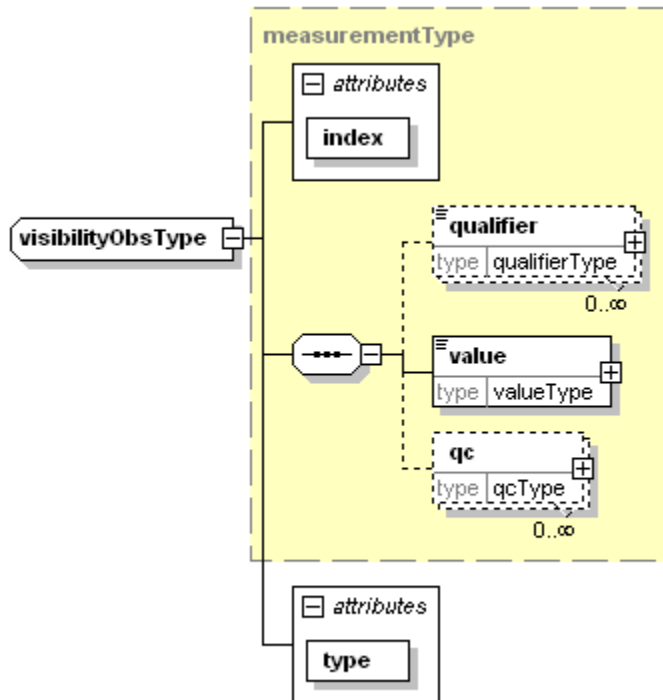 measurementType
attributes
index
visibilityObsType
qualifier
type qualifierType
0..∞
value
type valueType
qc
type qcType
0..∞
attributes
type